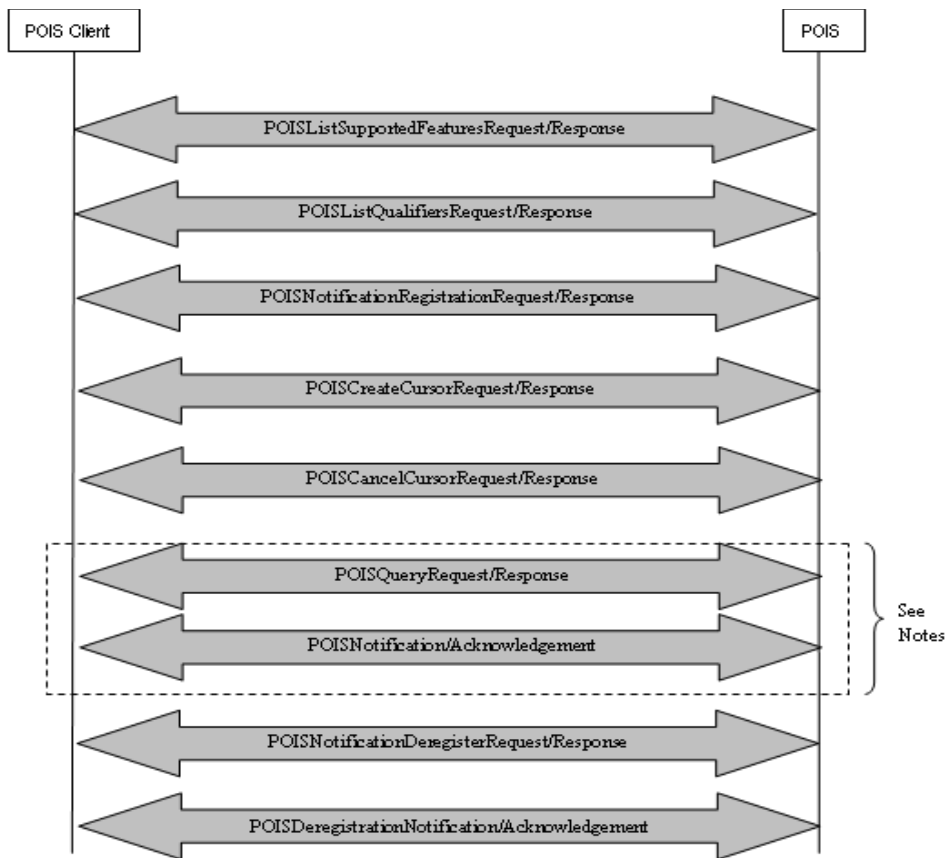 POIS Client
POIS
POISListSupportedFeaturesRequest/Response
POISListQualifiersRequest/Response
POISNotificationRegistrationRequest/Response
POISCreateCursorRequest/Response
POISCancelCursorRequest/Response
POISQueryRequest/Response
POISNotification/Acknowledgement
See
Notes
POISNotificationDeregisterRequest/Response
POISDeregistrationNotification/Acknowledgement